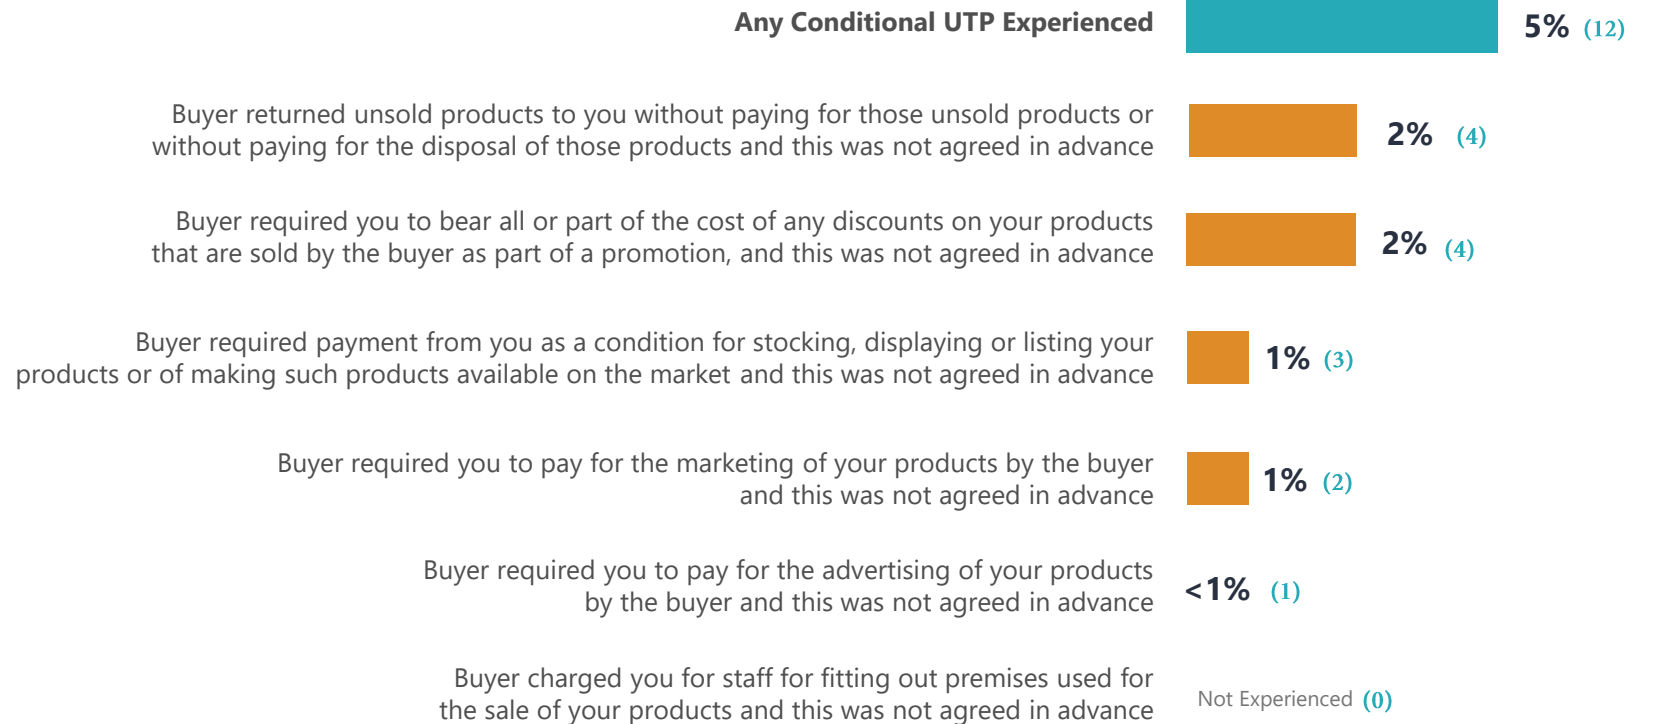 Any Conditional UTP Experienced 5% (12)
Buyer returned unsold products to you without paying for those unsold products or
without paying for the disposal of those products and this was not agreed in advance
2% (4)
Buyer required you to bear all or part of the cost of any discounts on your products
that are sold by the buyer as part of a promotion, and this was not agreed in advance
2% (4)
Buyer required payment from you as a condition for stocking, displaying or listing your
products or of making such products available on the market and this was not agreed in advance
1% (3)
Buyer required you to pay for the marketing of your products by the buyer
and this was not agreed in advance
1% (2)
Buyer required you to pay for the advertising of your products
by the buyer and this was not agreed in advance
<1% (1)
Buyer charged you for staff for fitting out premises used for
the sale of your products and this was not agreed in advance
Not Experienced (0)